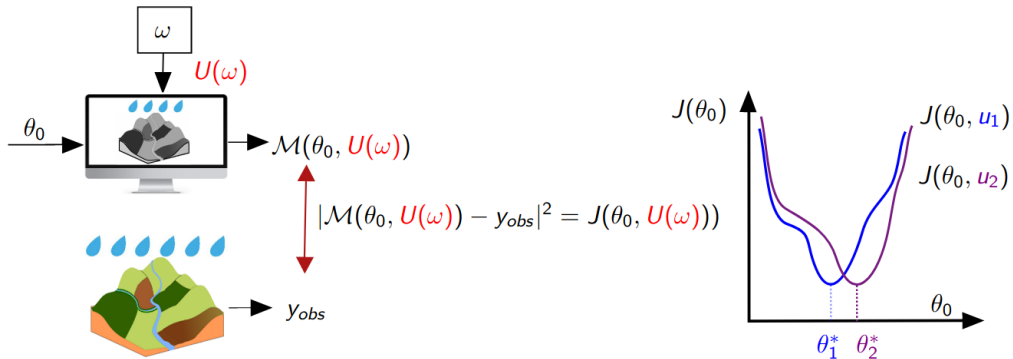 ω
U(ω)
θ₀
ℳ(θ₀, U(ω))
|ℳ(θ₀, U(ω)) − y_obs|² = J(θ₀, U(ω)))
y_obs
J(θ₀)
J(θ₀, u₁)
J(θ₀, u₂)
θ₀
θ₁* θ₂*